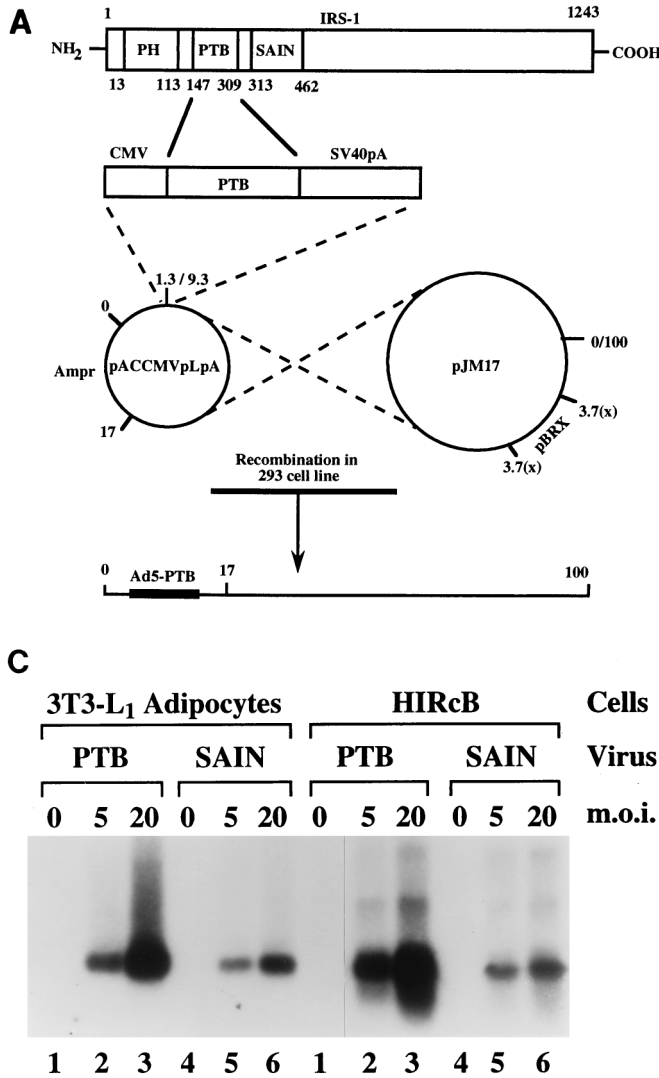 A
1 IRS-1 1243
NH2 PH PTB SAIN COOH
13 113 147 309 313 462
CMV SV40pA
PTB
1.3 / 9.3
0
0/100
Ampr pACCMVpLpA pJM17
3.7(x)
pBRX
17
3.7(x)
Recombination in
293 cell line
0 Ad5-PTB 17 100
C
3T3-L1 Adipocytes HIRcB Cells
PTB SAIN PTB SAIN Virus
0 5 20 0 5 20 0 5 20 0 5 20 m.o.i.
1 2 3 4 5 6 1 2 3 4 5 6